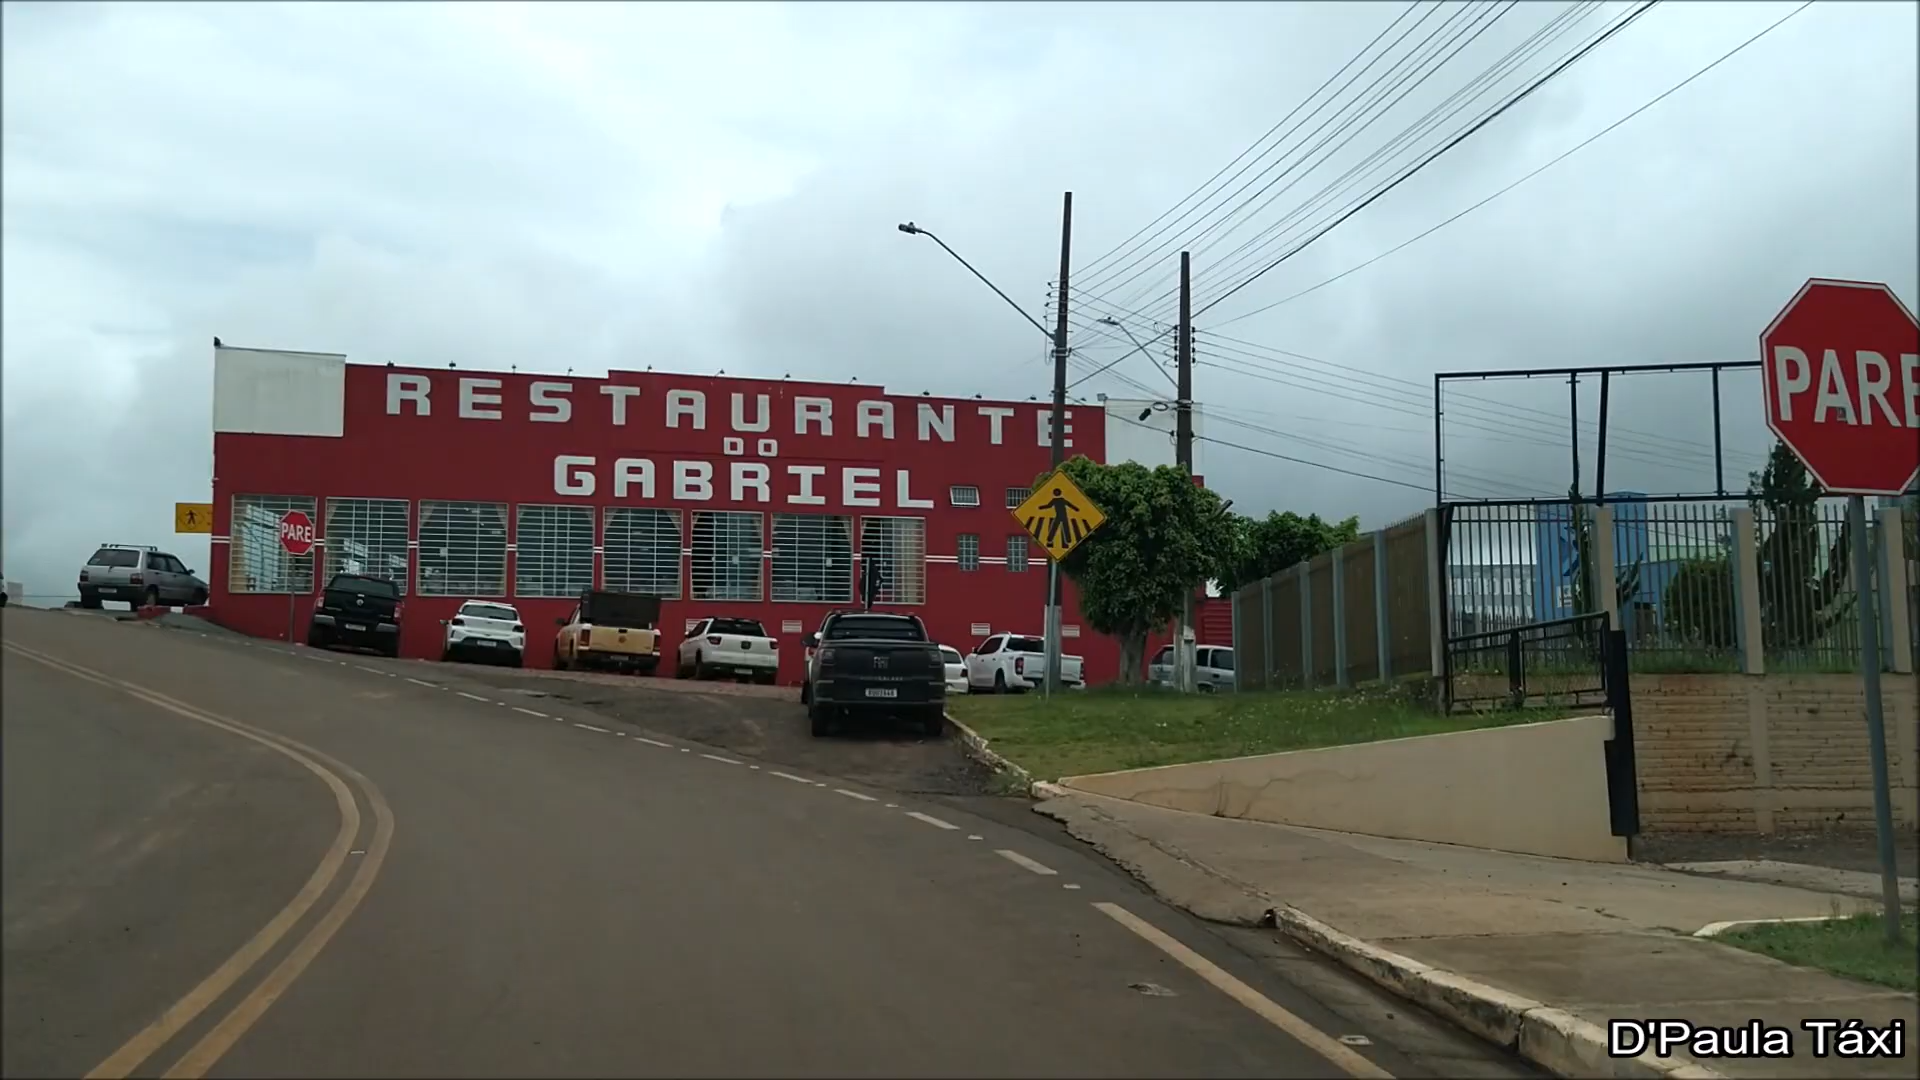 RESTAURANTE
DO
GABRIEL
PARE
PARE
D'Paula Táxi